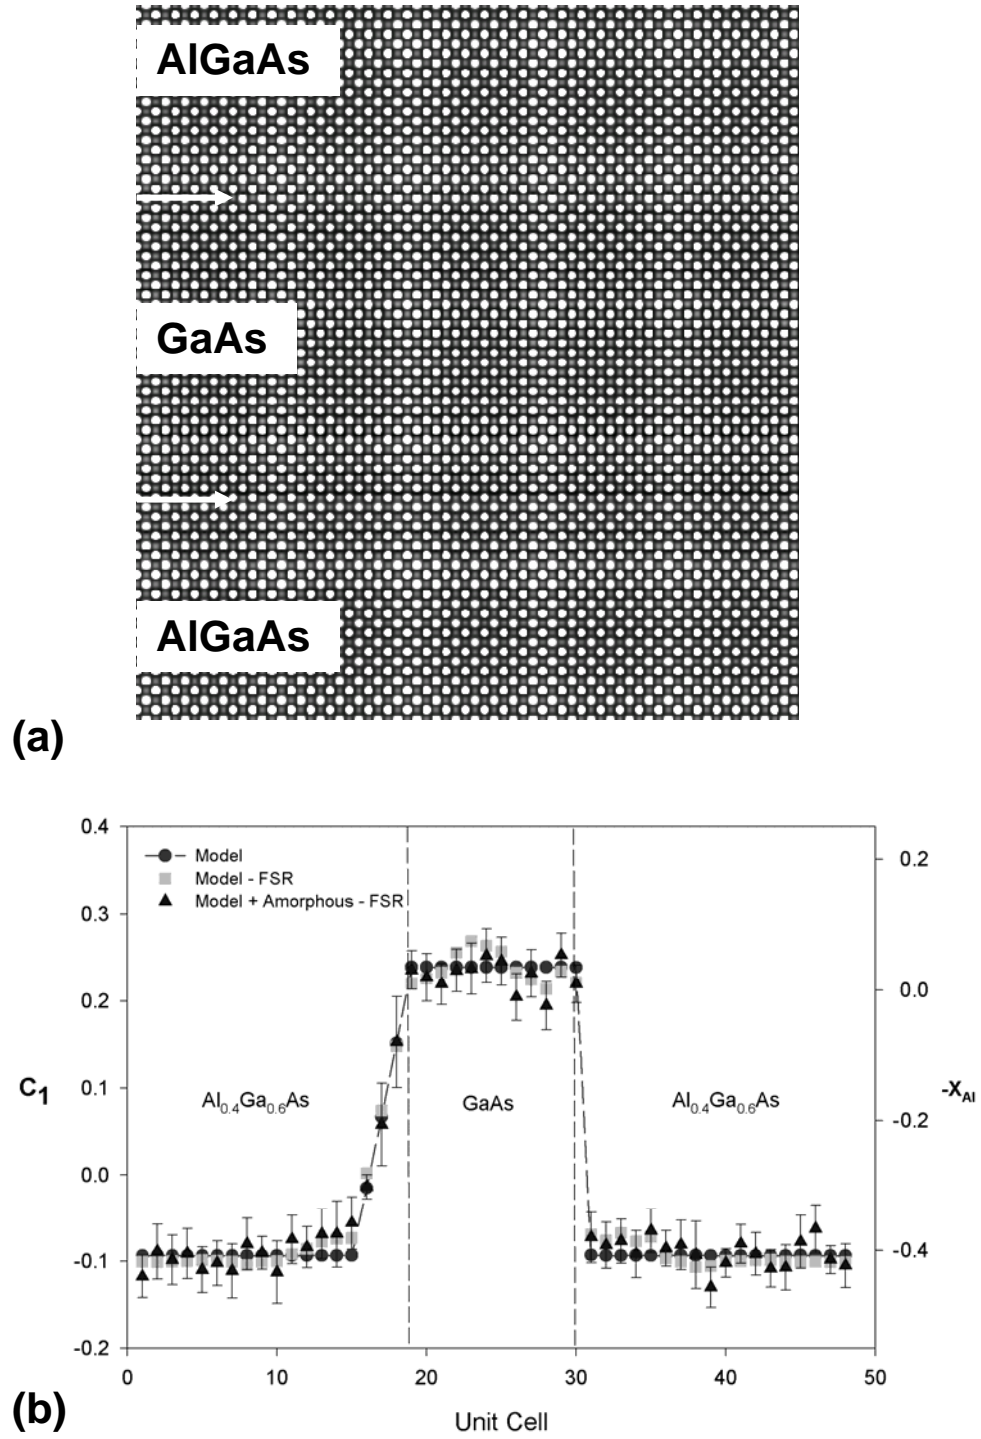 AlGaAs
GaAs
AlGaAs
(a)
0.4
0.3
0.2
0.1
0.0
-0.1
-0.2
C₁
Model
Model - FSR
Model + Amorphous - FSR
Al₀.₄Ga₀.₆As
GaAs
Al₀.₄Ga₀.₆As
0.2
0.0
-0.2
-0.4
-X_Al
0 10 20 30 40 50
Unit Cell
(b)